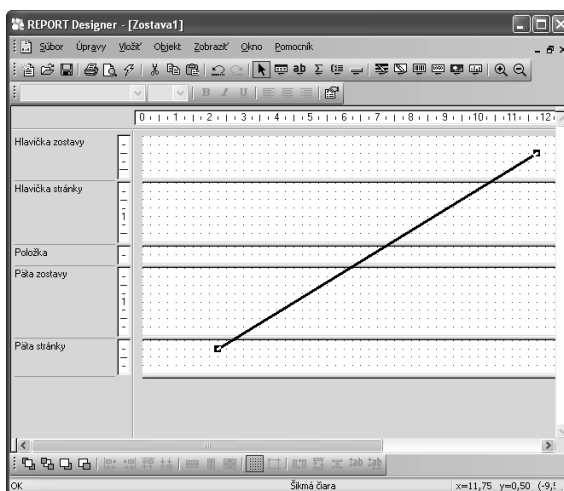 REPORT Designer - [Zostava1]
Súbor Úpravy Vložiť Objekt Zobraziť Okno Pomocník
ab Σ
B I U
0 1 2 3 4 5 6 7 8 9 10 11 12
Hlavička zostavy
Hlavička stránky
1
Položka
Päta zostavy
1
Päta stránky
OK Šikmá čiara x=11,75 y=0,50